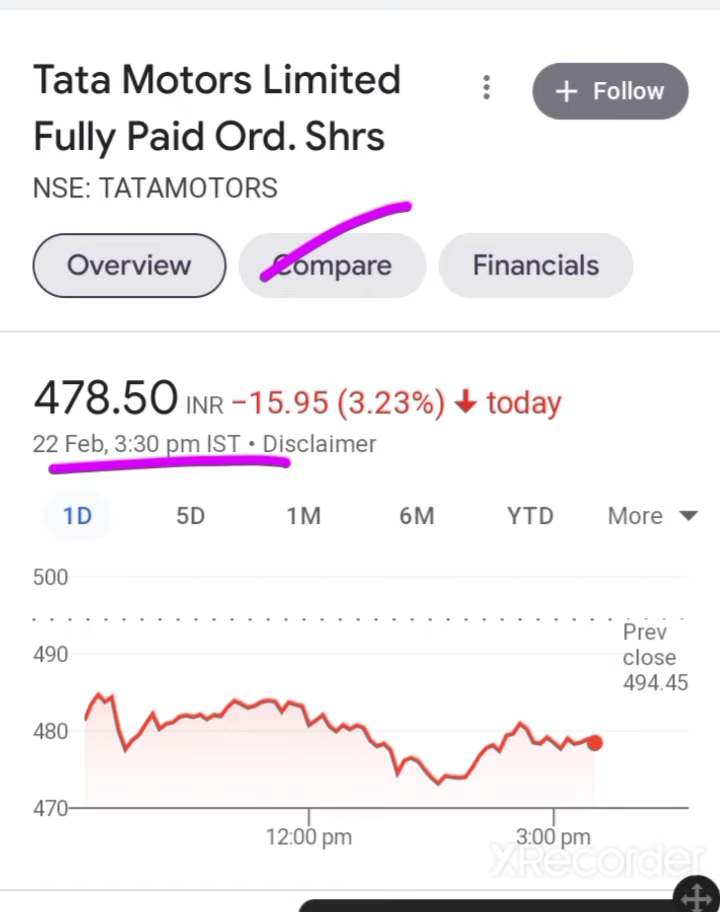 Tata Motors Limited
Fully Paid Ord. Shrs
+ Follow
NSE: TATAMOTORS
Overview
Compare
Financials
478.50 INR −15.95 (3.23%) ↓ today
22 Feb, 3:30 pm IST • Disclaimer
1D 5D 1M 6M YTD More
500
490
480
470
Prev
close
494.45
12:00 pm 3:00 pm
XRecorder